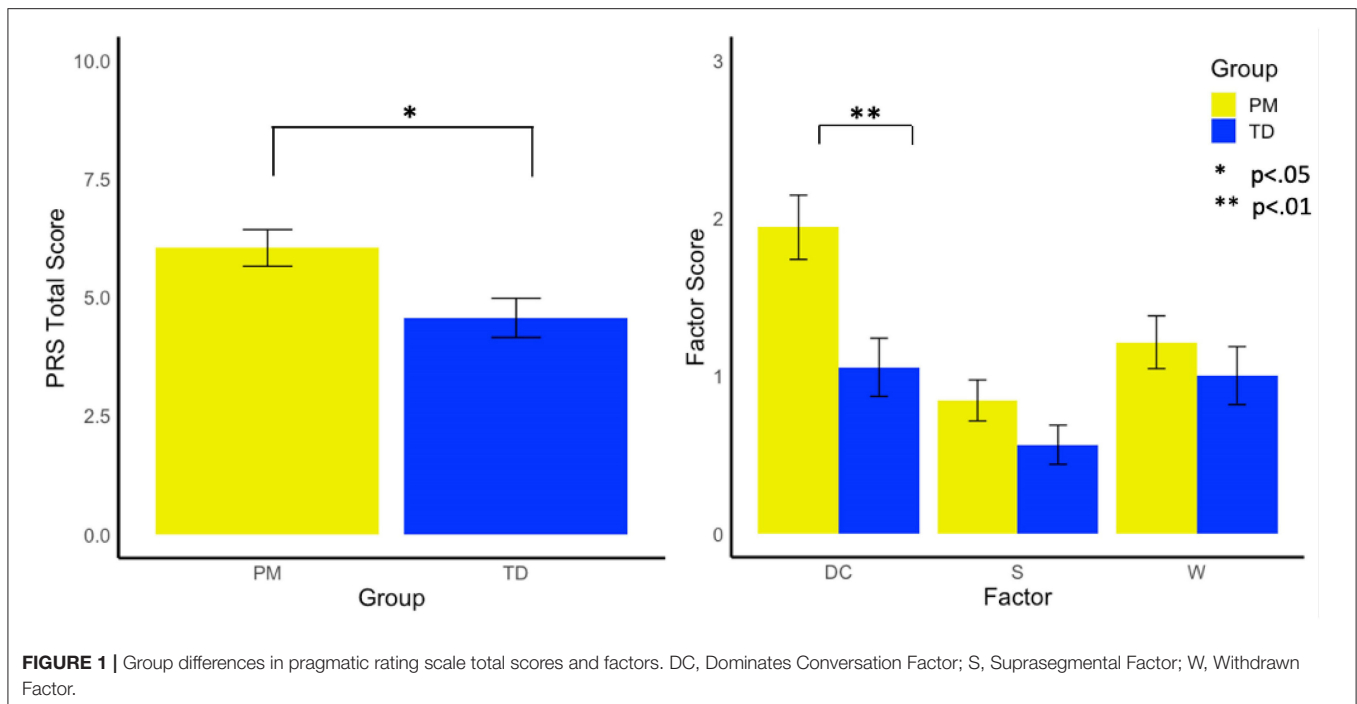 10.0
7.5
5.0
2.5
0.0
PRS Total Score
*
PM
TD
Group
3
2
1
0
Factor Score
**
DC
S
W
Factor
Group
PM
TD
* p<.05
** p<.01
FIGURE 1 | Group differences in pragmatic rating scale total scores and factors. DC, Dominates Conversation Factor; S, Suprasegmental Factor; W, Withdrawn
Factor.